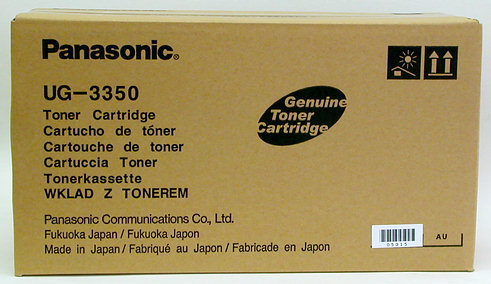 Panasonic®
UG-3350
Toner Cartridge
Cartucho de tóner
Cartouche de toner
Cartuccia Toner
Tonerkassette
WKLAD Z TONEREM
Genuine
Toner
Cartridge
Panasonic Communications Co., Ltd.
Fukuoka Japan / Fukuoka Japon
Made in Japan / Fabriqué au Japon / Fabricade en Japon
05315
AU